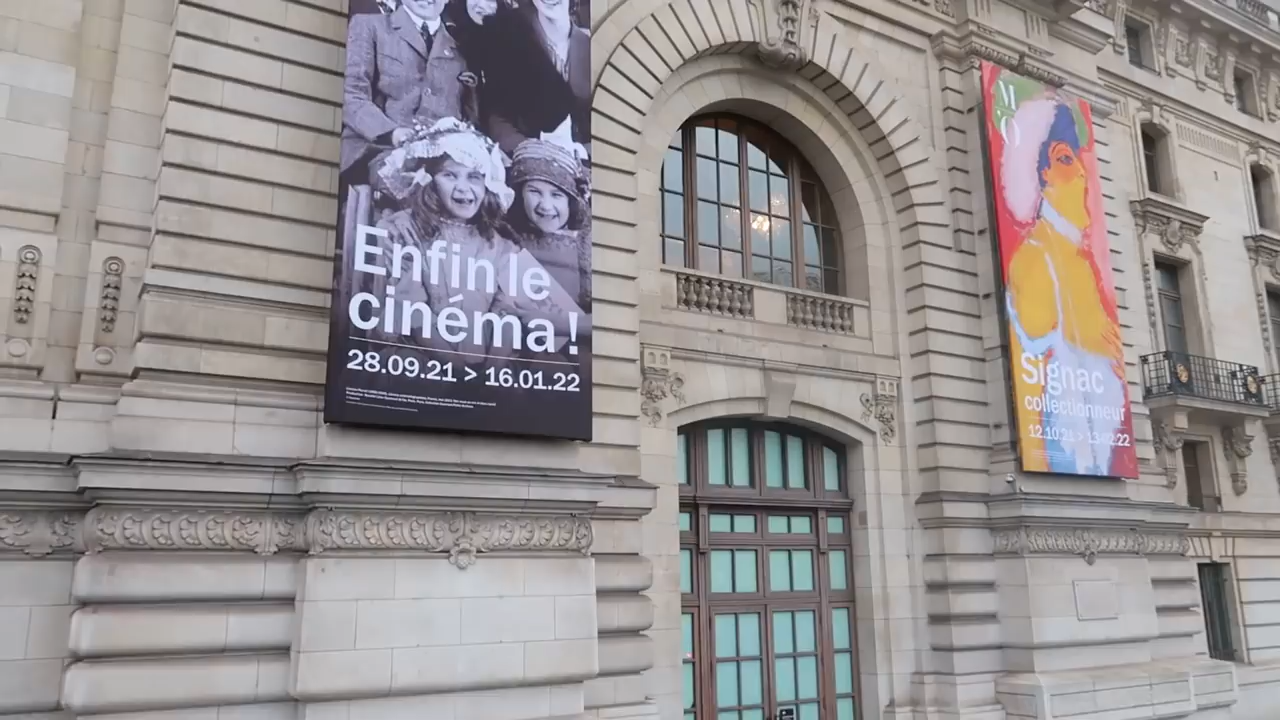 Enfin le
cinéma !
28.09.21 > 16.01.22
M
O
Signac
collectionneur
12.10.21 > 13.02.22